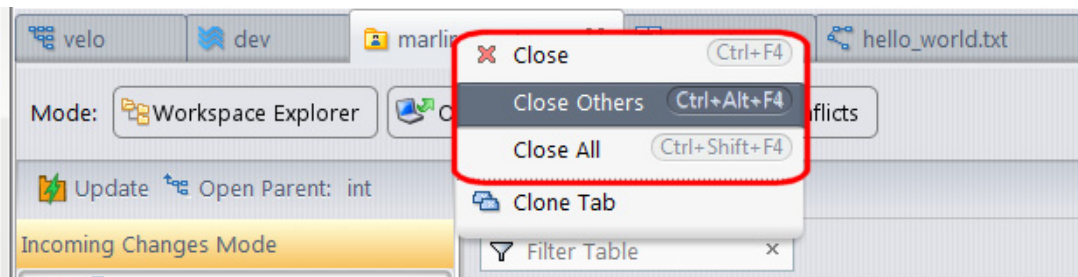 velo
dev
marlin
hello_world.txt
Close Ctrl+F4
Close Others Ctrl+Alt+F4
Close All Ctrl+Shift+F4
Clone Tab
Mode: Workspace Explorer
flicts
Update Open Parent: int
Incoming Changes Mode
Filter Table